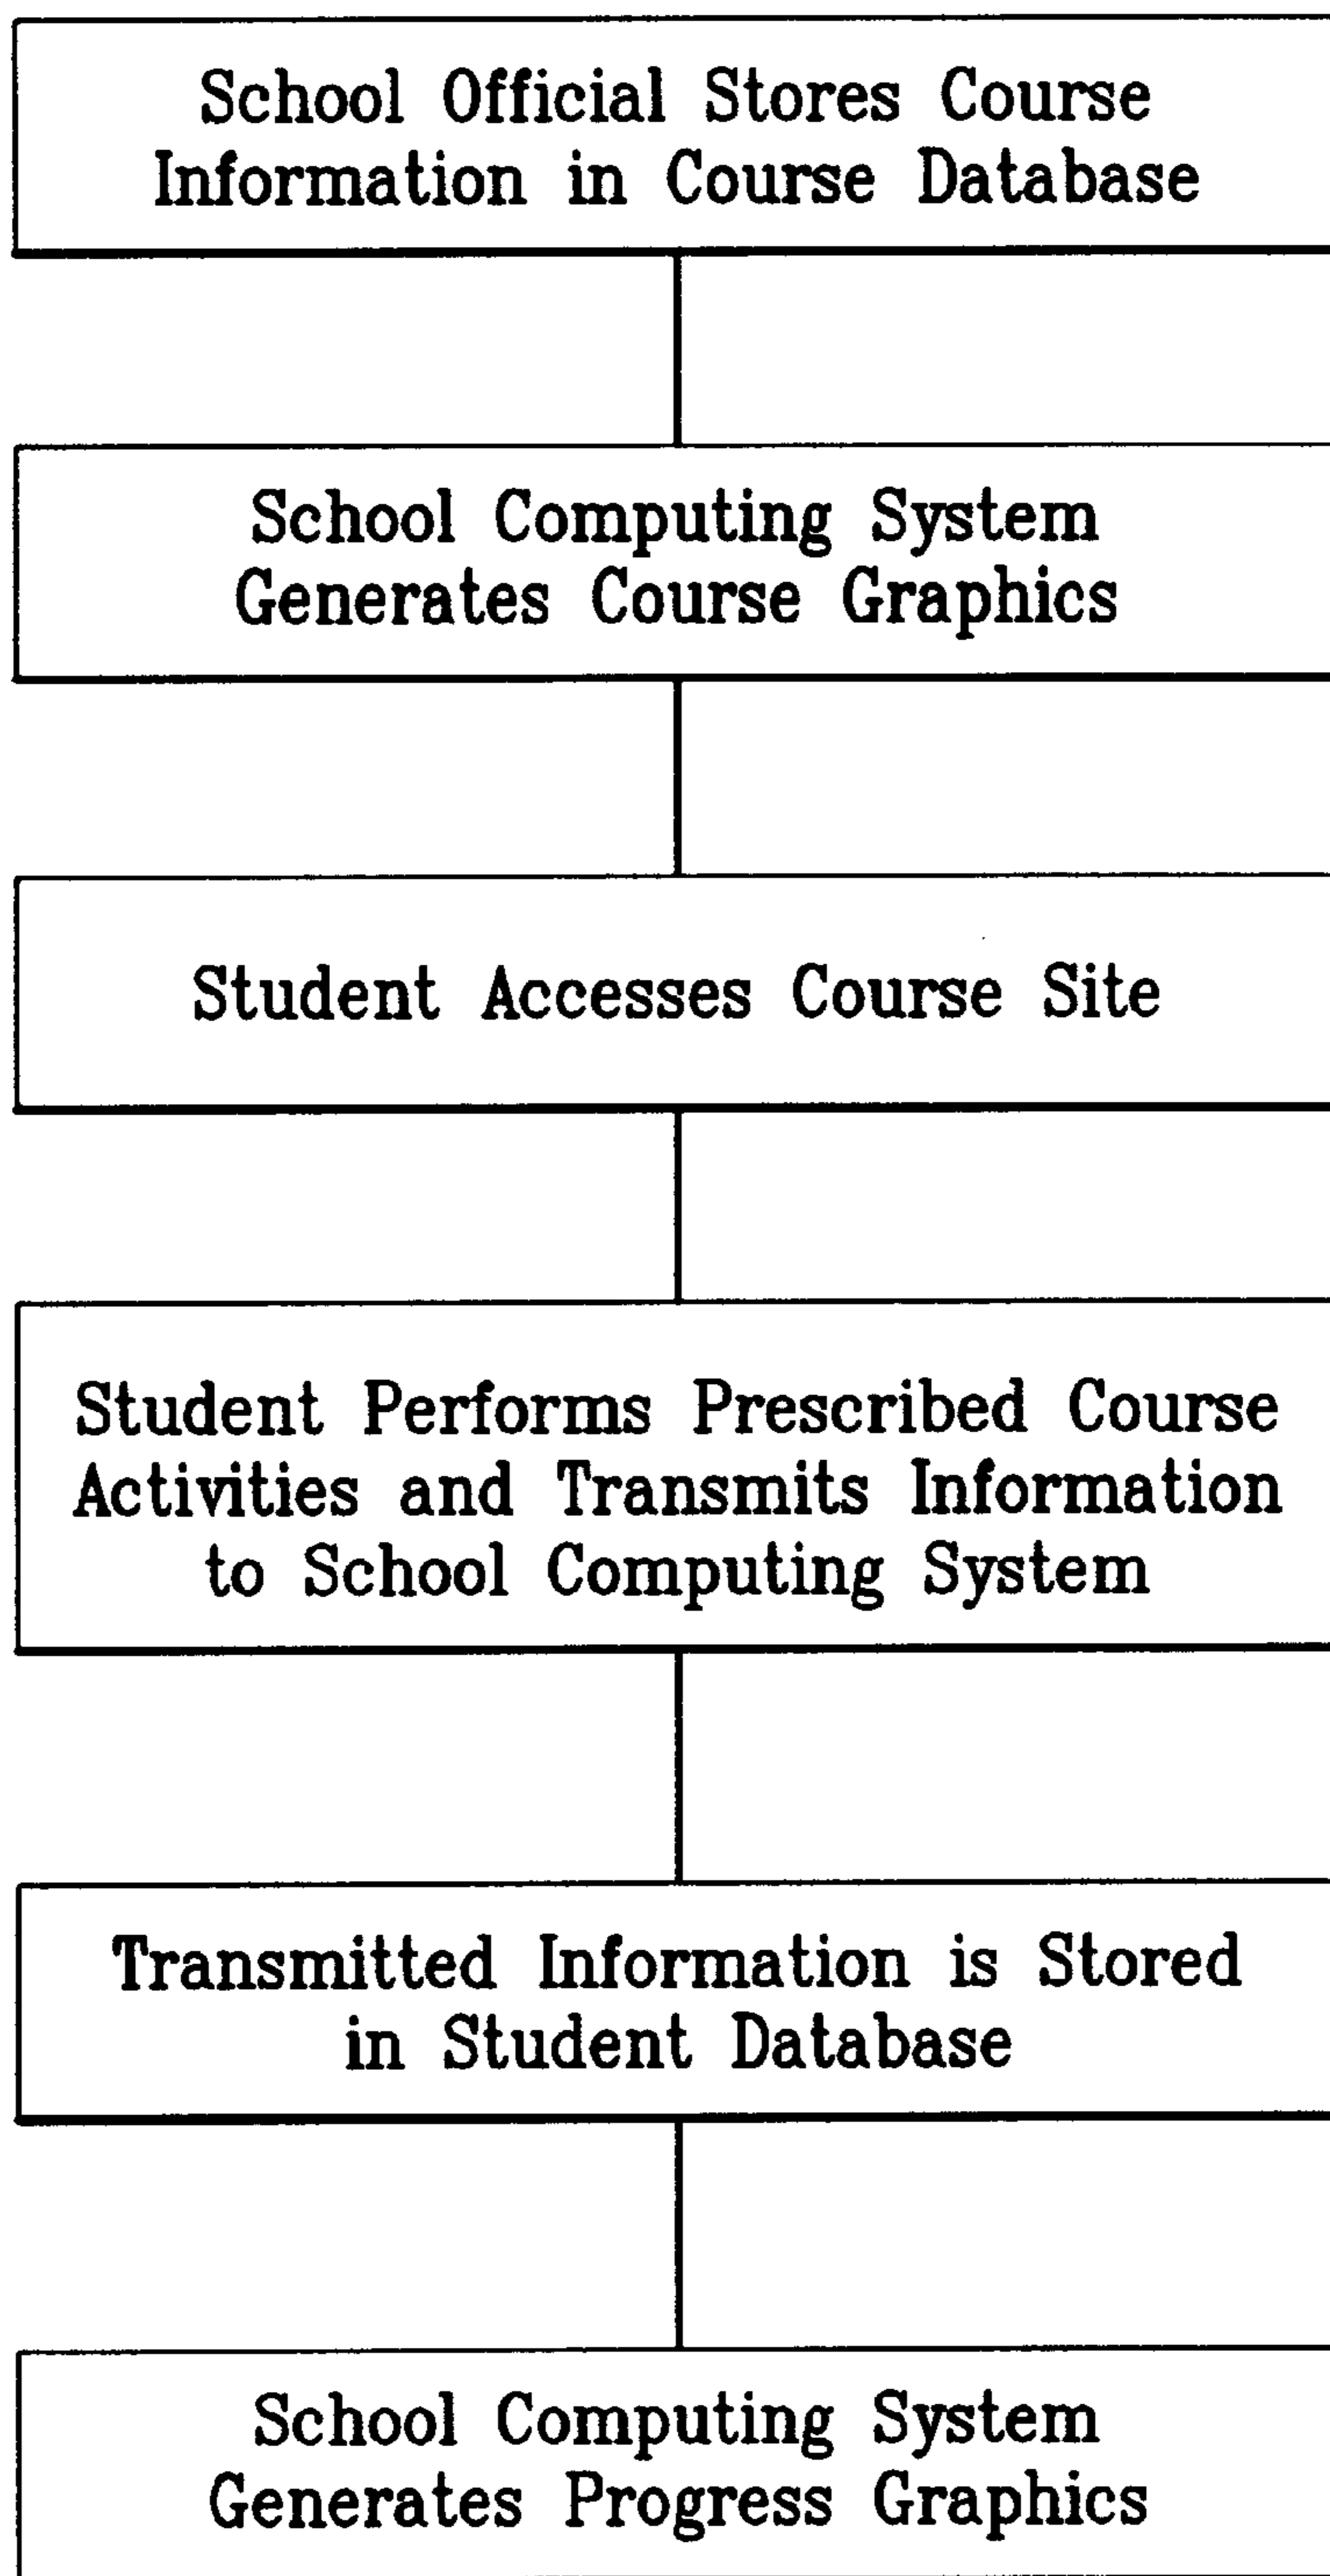 School Official Stores Course
Information in Course Database
School Computing System
Generates Course Graphics
Student Accesses Course Site
Student Performs Prescribed Course
Activities and Transmits Information
to School Computing System
Transmitted Information is Stored
in Student Database
School Computing System
Generates Progress Graphics